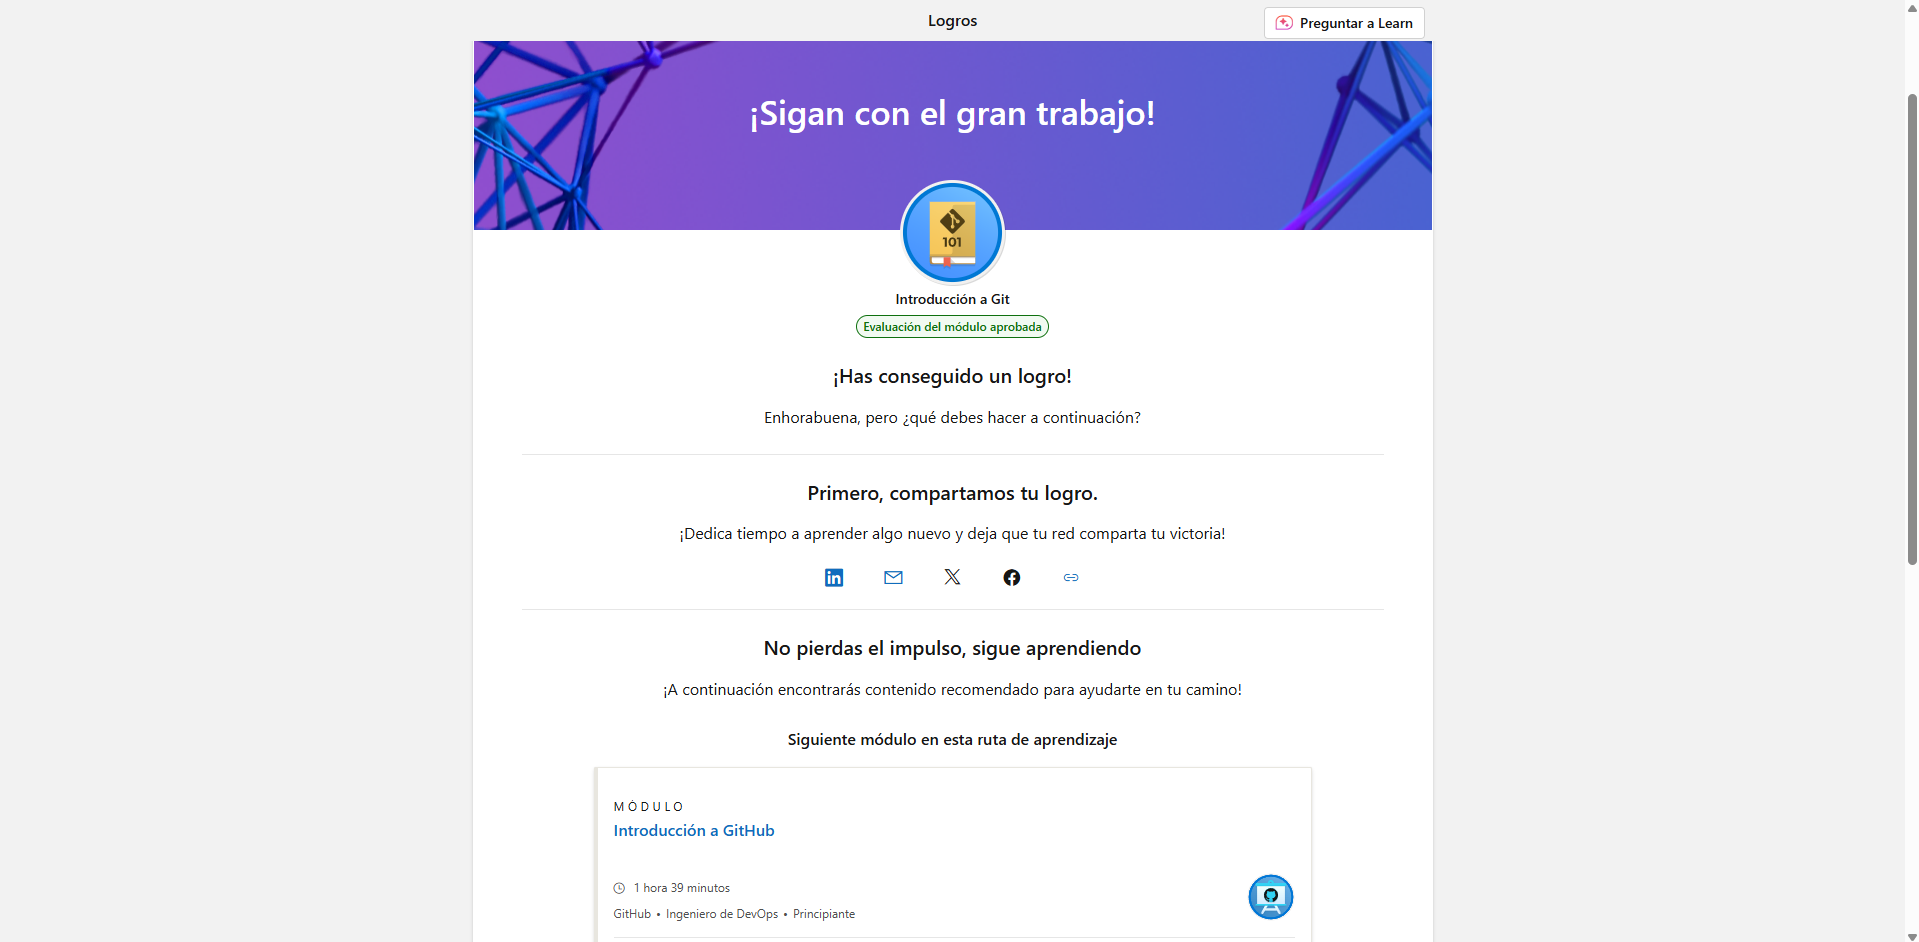 Logros
Preguntar a Learn
¡Sigan con el gran trabajo!
101
Introducción a Git
Evaluación del módulo aprobada
¡Has conseguido un logro!
Enhorabuena, pero ¿qué debes hacer a continuación?
Primero, compartamos tu logro.
¡Dedica tiempo a aprender algo nuevo y deja que tu red comparta tu victoria!
No pierdas el impulso, sigue aprendiendo
¡A continuación encontrarás contenido recomendado para ayudarte en tu camino!
Siguiente módulo en esta ruta de aprendizaje
MÓDULO
Introducción a GitHub
1 hora 39 minutos
GitHub • Ingeniero de DevOps • Principiante